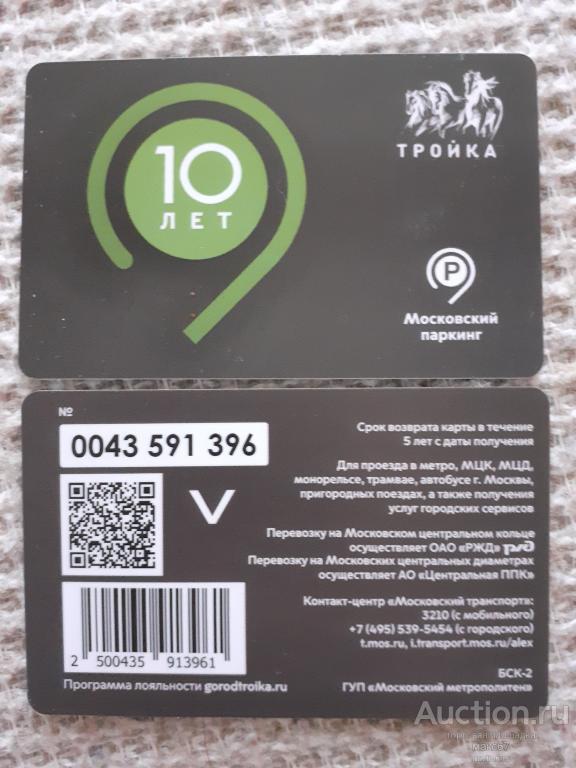 10
ЛЕТ
ТРОЙКА
P
Московский
паркинг
№
0043 591 396
V
Срок возврата карты в течение
5 лет с даты получения
Для проезда в метро, МЦК, МЦД,
монорельсе, трамвае, автобусе г. Москвы,
пригородных поездах, а также получения
услуг городских сервисов
Перевозку на Московском центральном кольце
осуществляет ОАО «РЖД» РЖД
Перевозку на Московских центральных диаметрах
осуществляет АО «Центральная ППК»
Контакт-центр «Московский транспорт»:
3210 (с мобильного)
+7 (495) 539-5454 (с городского)
t.mos.ru, i.transport.mos.ru/alex
2 500435 913961
Программа лояльности gorodtroika.ru
БСК-2
ГУП «Московский метрополитен»
Auction.ru